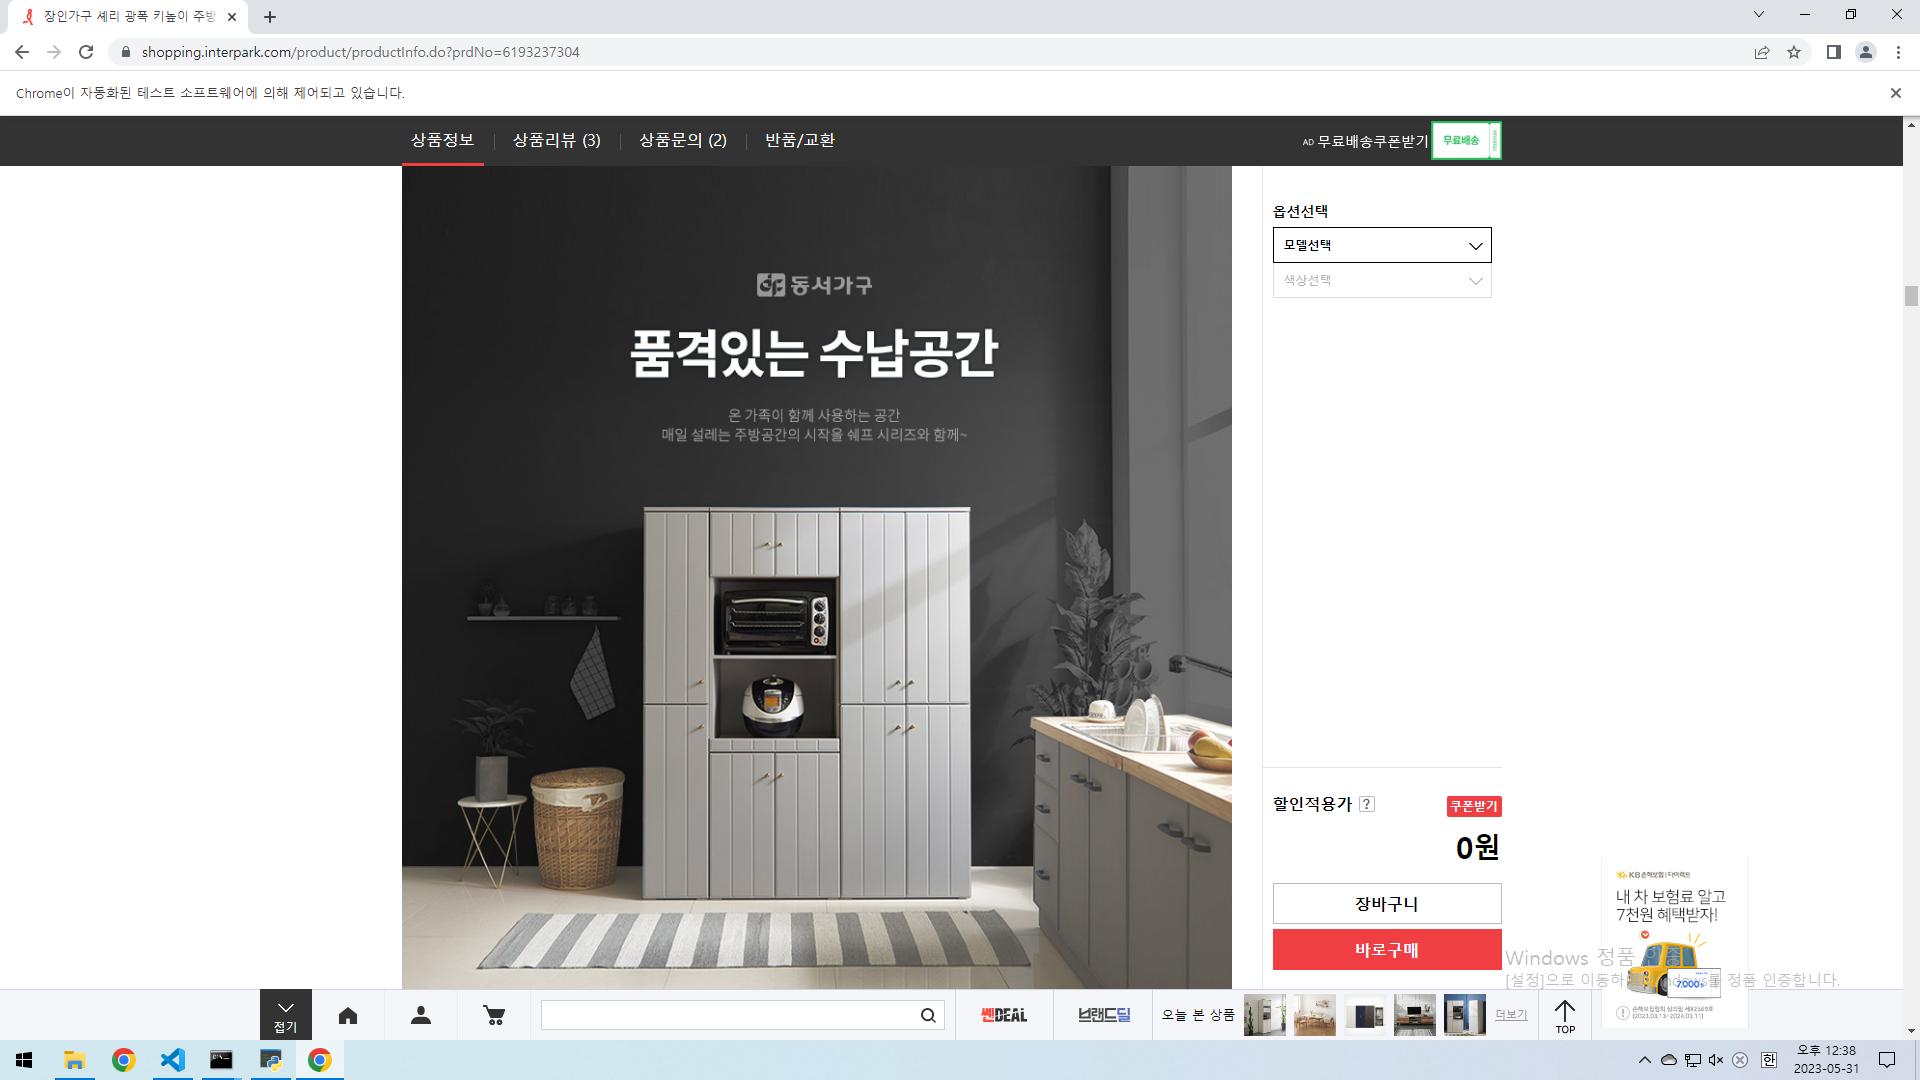 장인가구 셰리 광폭 키높이 주방
shopping.interpark.com/product/productInfo.do?prdNo=6193237304
Chrome이 자동화된 테스트 소프트웨어에 의해 제어되고 있습니다.
상품정보
상품리뷰 (3)
상품문의 (2)
반품/교환
AD 무료배송쿠폰받기
무료배송
동서가구
품격있는 수납공간
온 가족이 함께 사용하는 공간
매일 설레는 주방공간의 시작을 쉐프 시리즈와 함께~
옵션선택
모델선택
색상선택
할인적용가 ?
쿠폰받기
0원
장바구니
바로구매
KB손해보험 다이렉트
내 차 보험료 알고
7천원 혜택받자!
7,000
Windows 정품
[설정]으로 이동하
를 정품 인증합니다.
접기
쎈DEAL
브랜드딜
오늘 본 상품
더보기
TOP
한
오후 12:38
2023-05-31